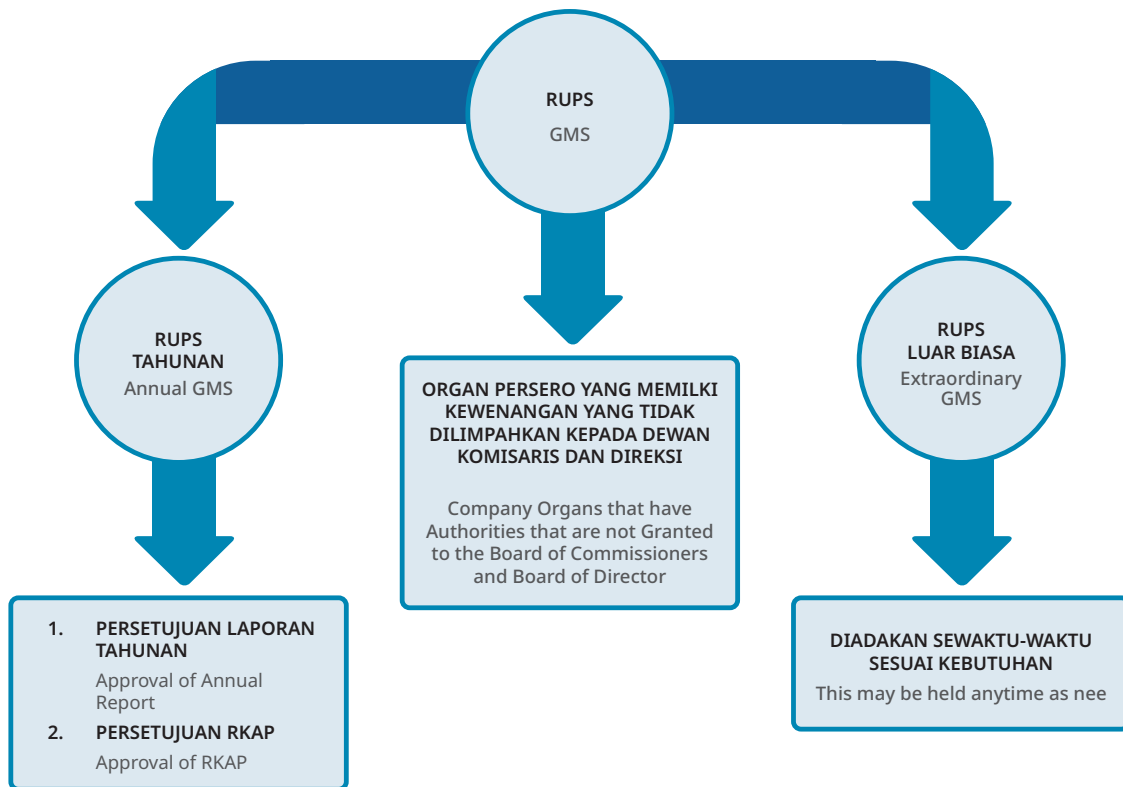 RUPS
GMS
RUPS
TAHUNAN
Annual GMS
ORGAN PERSERO YANG MEMILKI
KEWENANGAN YANG TIDAK
DILIMPAHKAN KEPADA DEWAN
KOMISARIS DAN DIREKSI
Company Organs that have
Authorities that are not Granted
to the Board of Commissioners
and Board of Director
RUPS
LUAR BIASA
Extraordinary
GMS
1. PERSETUJUAN LAPORAN
TAHUNAN
Approval of Annual
Report
2. PERSETUJUAN RKAP
Approval of RKAP
DIADAKAN SEWAKTU-WAKTU
SESUAI KEBUTUHAN
This may be held anytime as nee